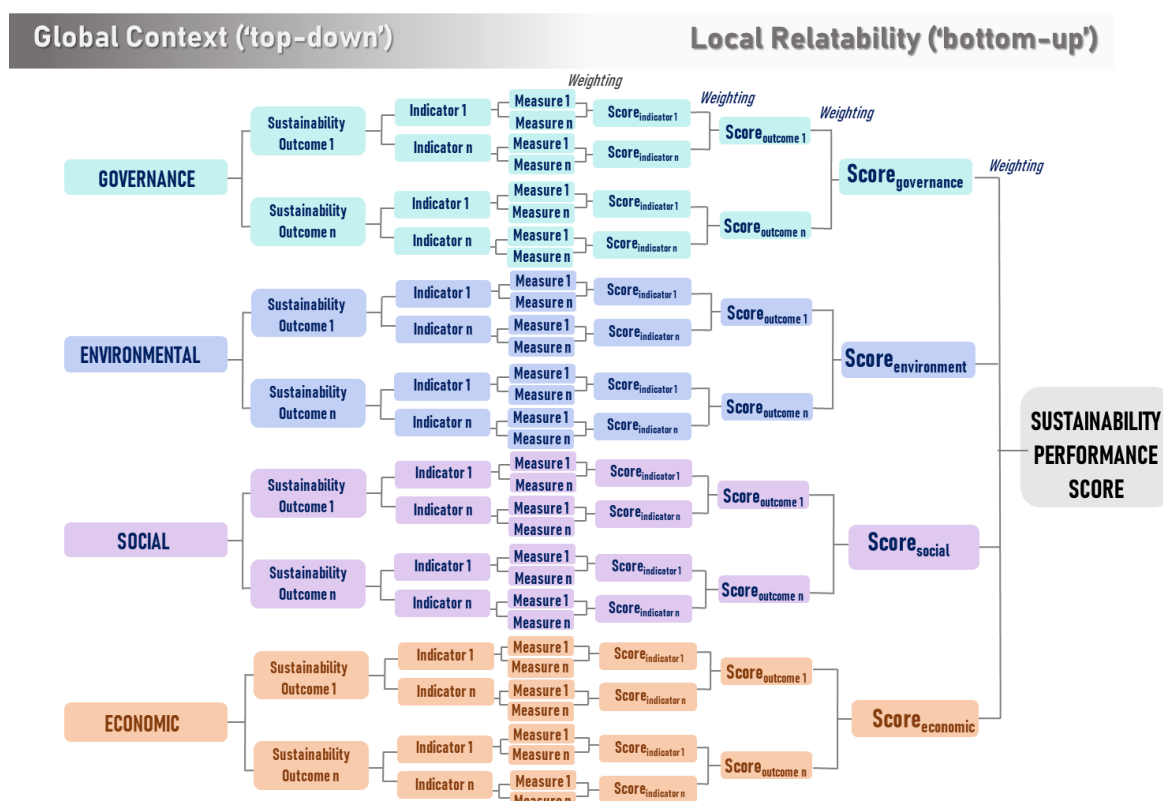 Global Context (‘top-down’)
Local Relatability (‘bottom-up’)
Weighting
Weighting
Weighting
Weighting
GOVERNANCE
Sustainability
Outcome 1
Indicator 1
Measure 1
Measure n
Score indicator 1
Indicator n
Measure 1
Measure n
Score indicator n
Score outcome 1
Sustainability
Outcome n
Indicator 1
Measure 1
Measure n
Score indicator 1
Indicator n
Measure 1
Measure n
Score indicator n
Score outcome n
Score governance
ENVIRONMENTAL
Sustainability
Outcome 1
Indicator 1
Measure 1
Measure n
Score indicator 1
Indicator n
Measure 1
Measure n
Score indicator n
Score outcome 1
Sustainability
Outcome n
Indicator 1
Measure 1
Measure n
Score indicator 1
Indicator n
Measure 1
Measure n
Score indicator n
Score outcome n
Score environment
SOCIAL
Sustainability
Outcome 1
Indicator 1
Measure 1
Measure n
Score indicator 1
Indicator n
Measure 1
Measure n
Score indicator n
Score outcome 1
Sustainability
Outcome n
Indicator 1
Measure 1
Measure n
Score indicator 1
Indicator n
Measure 1
Measure n
Score indicator n
Score outcome n
Score social
ECONOMIC
Sustainability
Outcome 1
Indicator 1
Measure 1
Measure n
Score indicator 1
Indicator n
Measure 1
Measure n
Score indicator n
Score outcome 1
Sustainability
Outcome n
Indicator 1
Measure 1
Measure n
Score indicator 1
Indicator n
Measure 1
Measure n
Score indicator n
Score outcome n
Score economic
SUSTAINABILITY
PERFORMANCE
SCORE